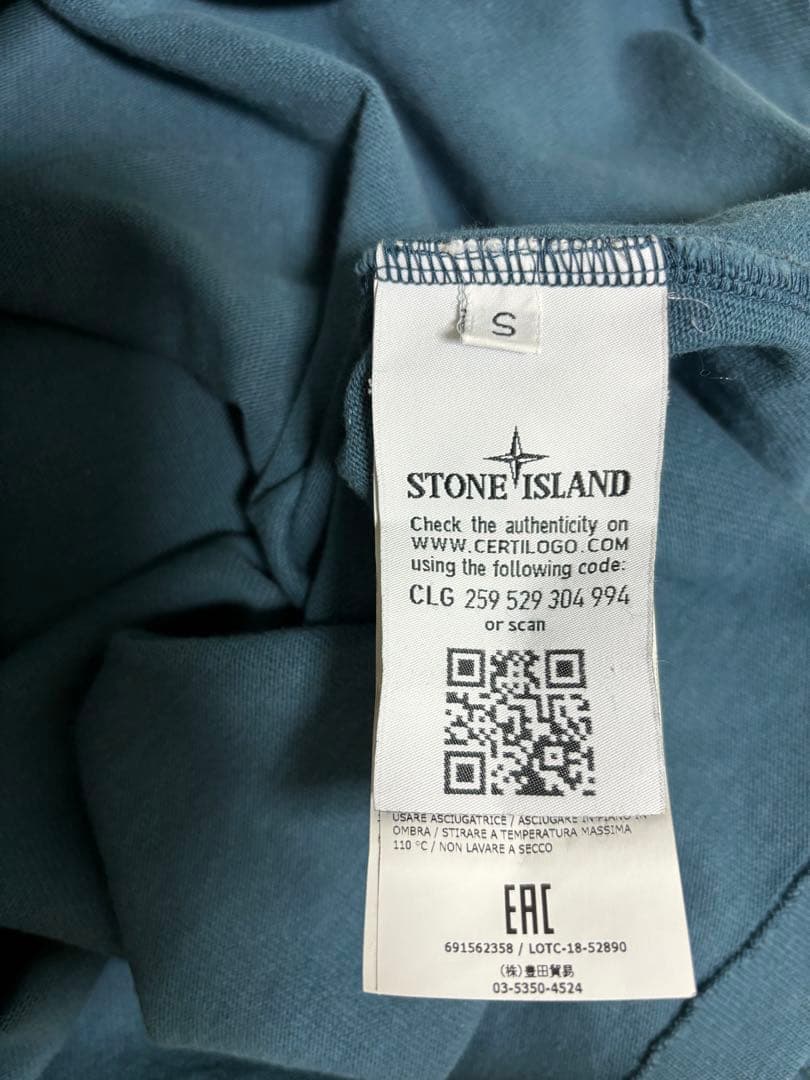 S
STONE ISLAND
Check the authenticity on
WWW.CERTILOGO.COM
using the following code:
CLG 259 529 304 994
or scan
USARE ASCIUGATRICE / ASCIUGARE IN PIANO IN
OMBRA / STIRARE A TEMPERATURA MASSIMA
110 °C / NON LAVARE A SECCO
EAC
691562358 / LOTC-18-52890
(株)豊田貿易
03-5350-4524